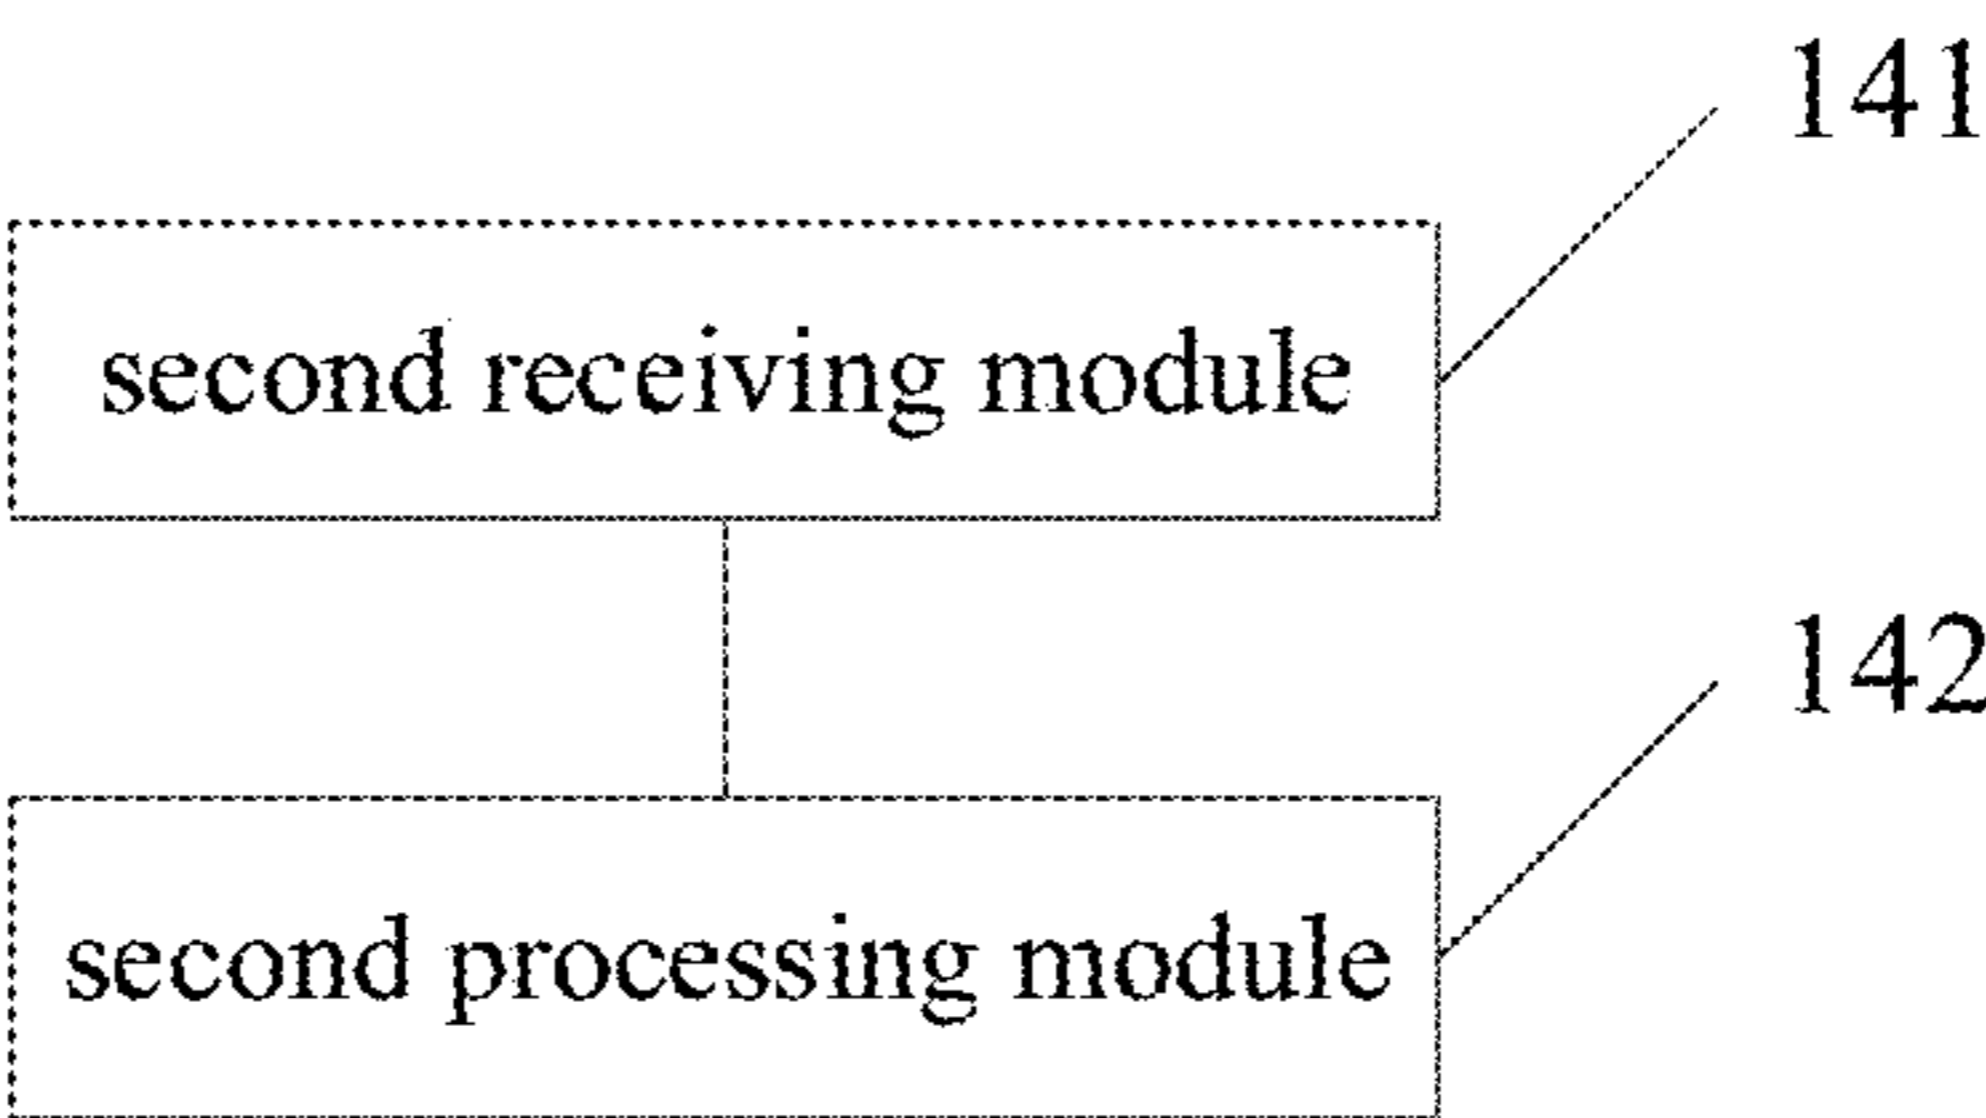 141
second receiving module
142
second processing module